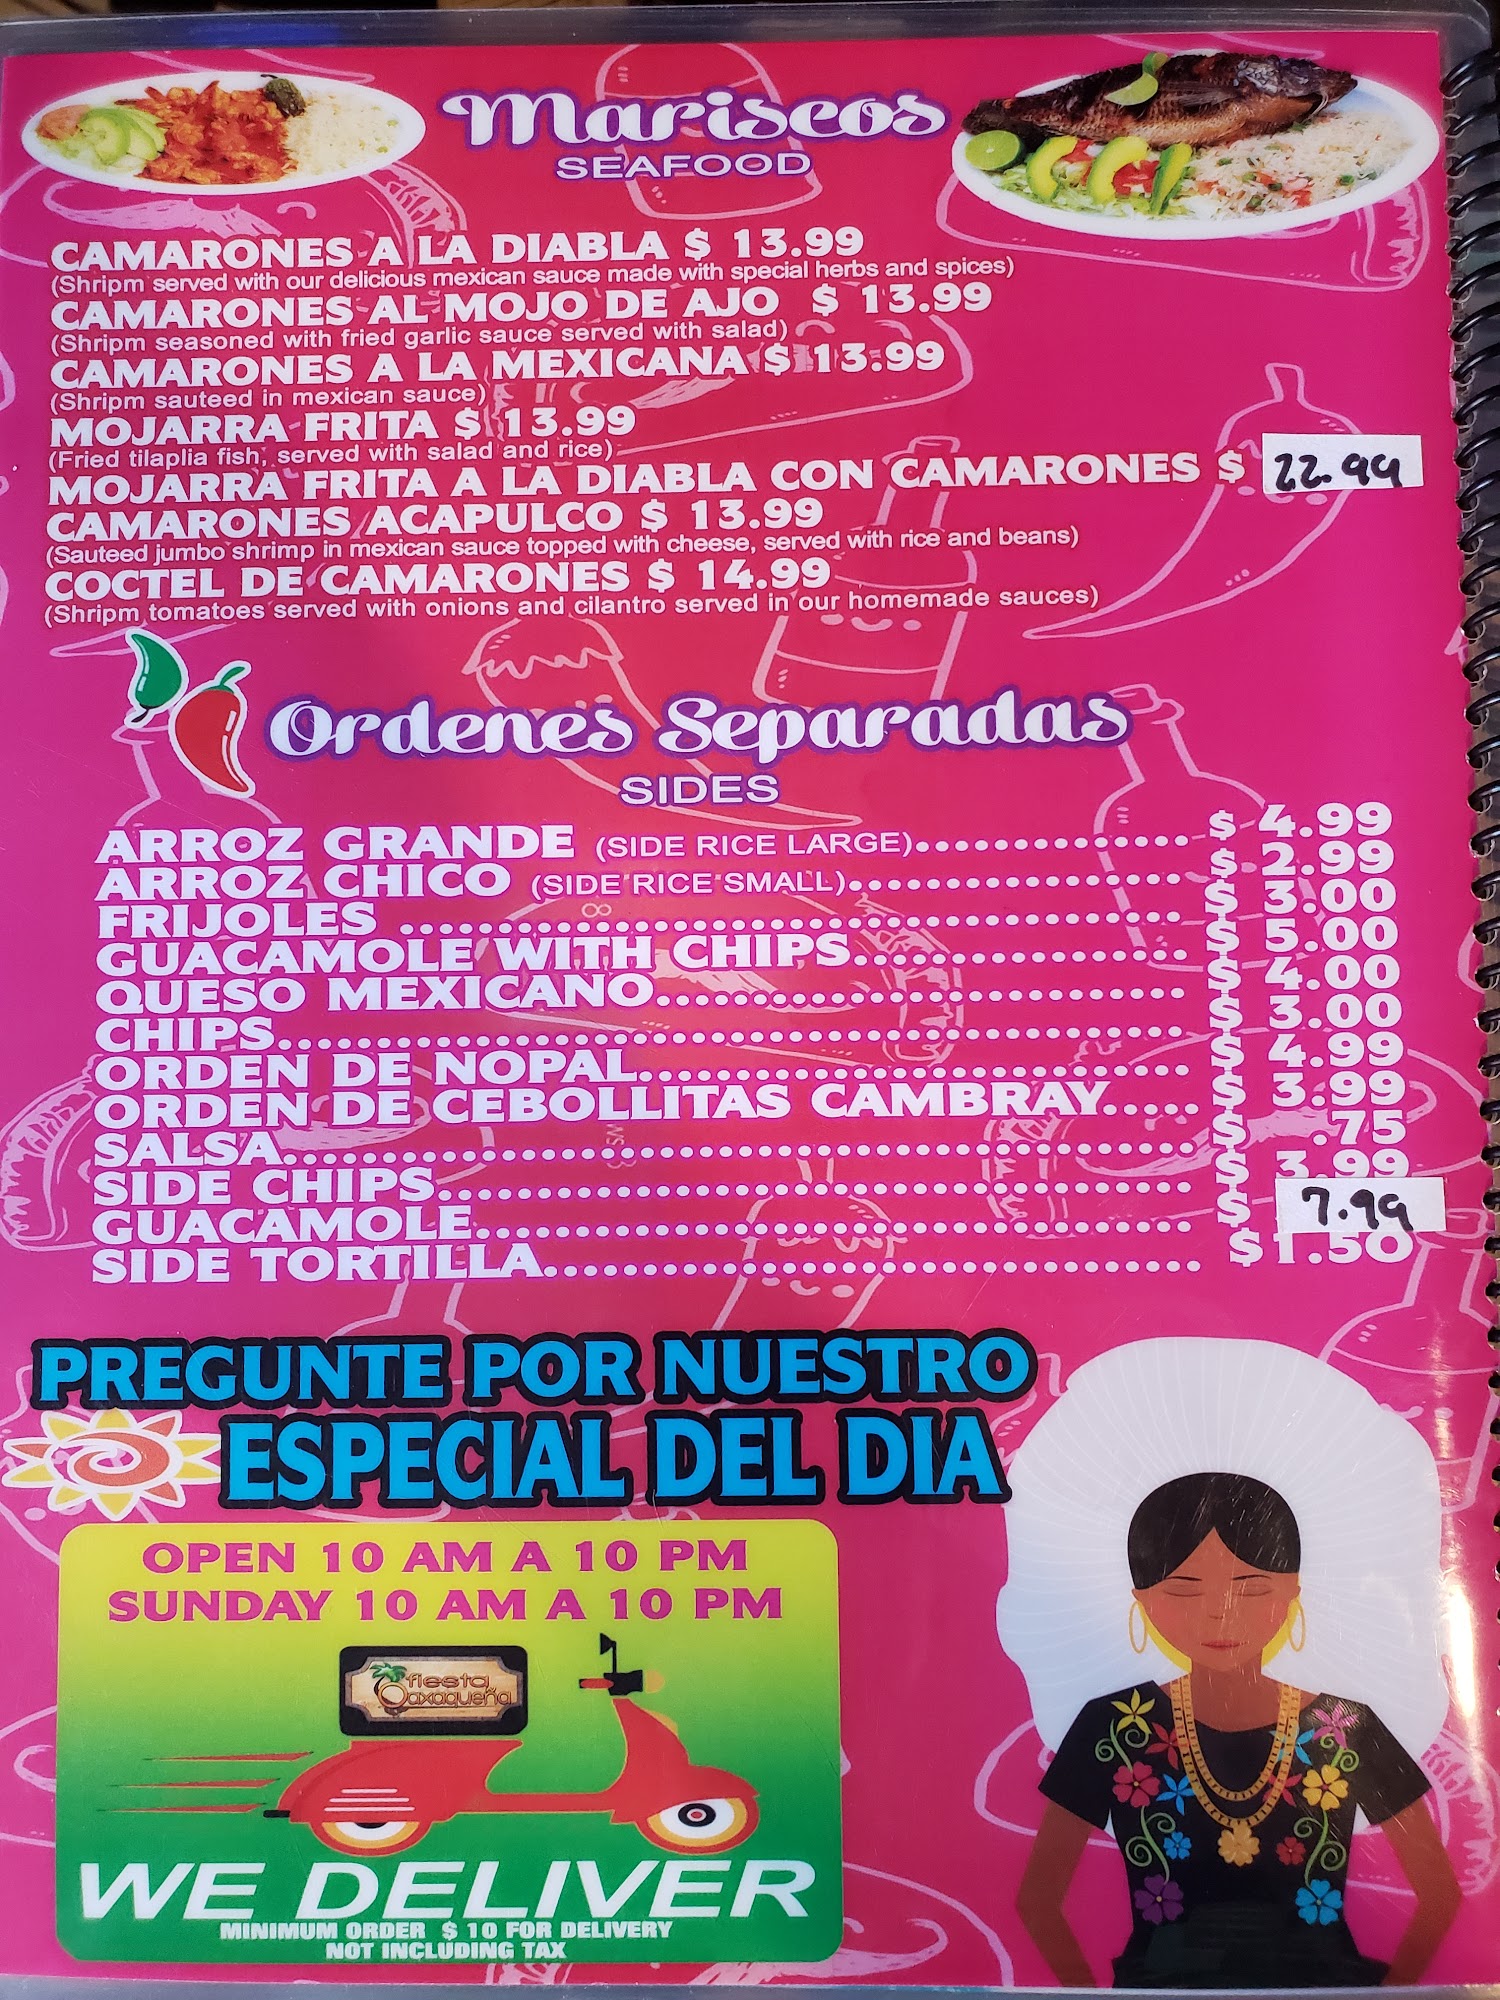 Mariscos
SEAFOOD
CAMARONES A LA DIABLA $ 13.99
(Shripm served with our delicious mexican sauce made with special herbs and spices)
CAMARONES AL MOJO DE AJO $ 13.99
(Shripm seasoned with fried garlic sauce served with salad)
CAMARONES A LA MEXICANA $ 13.99
(Shripm sauteed in mexican sauce)
MOJARRA FRITA $ 13.99
(Fried tilaplia fish, served with salad and rice)
MOJARRA FRITA A LA DIABLA CON CAMARONES $ 22.99
CAMARONES ACAPULCO $ 13.99
(Sauteed jumbo shrimp in mexican sauce topped with cheese, served with rice and beans)
COCTEL DE CAMARONES $ 14.99
(Shripm tomatoes served with onions and cilantro served in our homemade sauces)
Ordenes Separadas
SIDES
ARROZ GRANDE (SIDE RICE LARGE)................ $ 4.99
ARROZ CHICO (SIDE RICE SMALL).................... $ 2.99
FRIJOLES ............................................. $ 3.00
GUACAMOLE WITH CHIPS................... $ 5.00
QUESO MEXICANO............................... $ 4.00
CHIPS..................................................... $ 3.00
ORDEN DE NOPAL................................. $ 4.99
ORDEN DE CEBOLLITAS CAMBRAY..... $ 3.99
SALSA.................................................... $ .75
SIDE CHIPS............................................ $ 3.99
GUACAMOLE.......................................... $ 7.99
SIDE TORTILLA...................................... $ 1.50
PREGUNTE POR NUESTRO
ESPECIAL DEL DIA
OPEN 10 AM A 10 PM
SUNDAY 10 AM A 10 PM
fiesta
Oaxaqueña
WE DELIVER
MINIMUM ORDER $ 10 FOR DELIVERY
NOT INCLUDING TAX